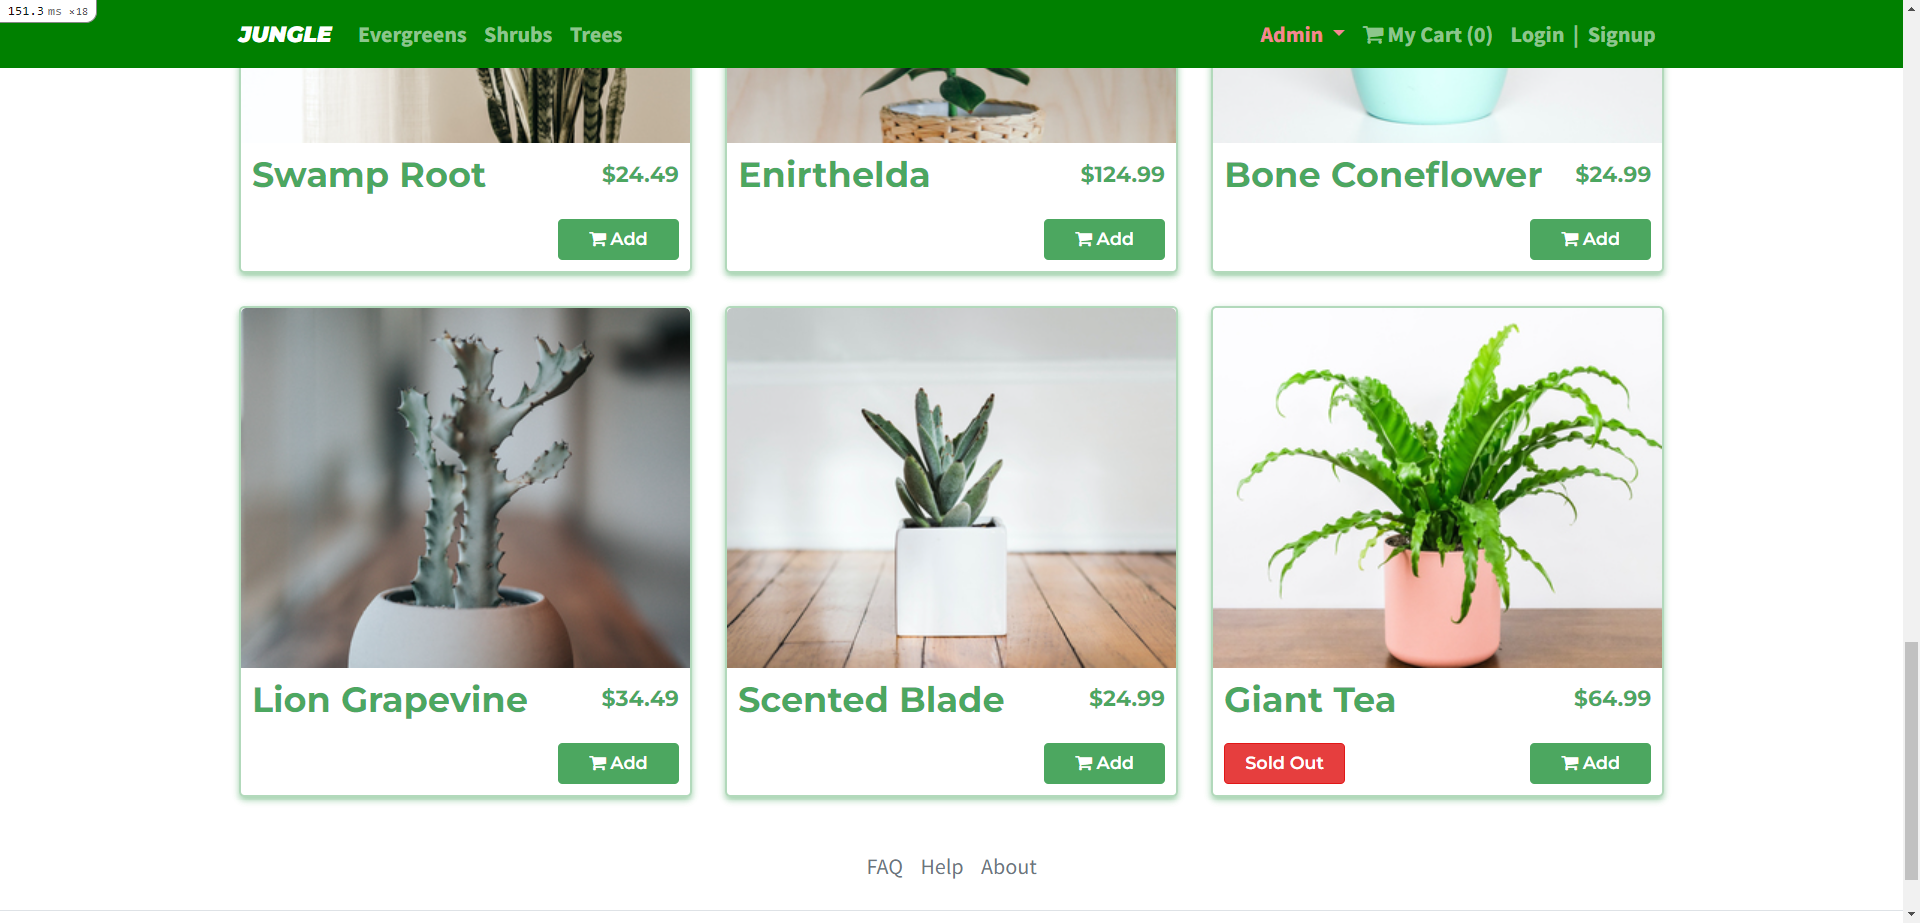 151.3 ms ×18
JUNGLE Evergreens Shrubs Trees Admin My Cart (0) Login | Signup
Swamp Root $24.49
Add
Enirthelda $124.99
Add
Bone Coneflower $24.99
Add
Lion Grapevine $34.49
Add
Scented Blade $24.99
Add
Giant Tea $64.99
Sold Out Add
FAQ Help About